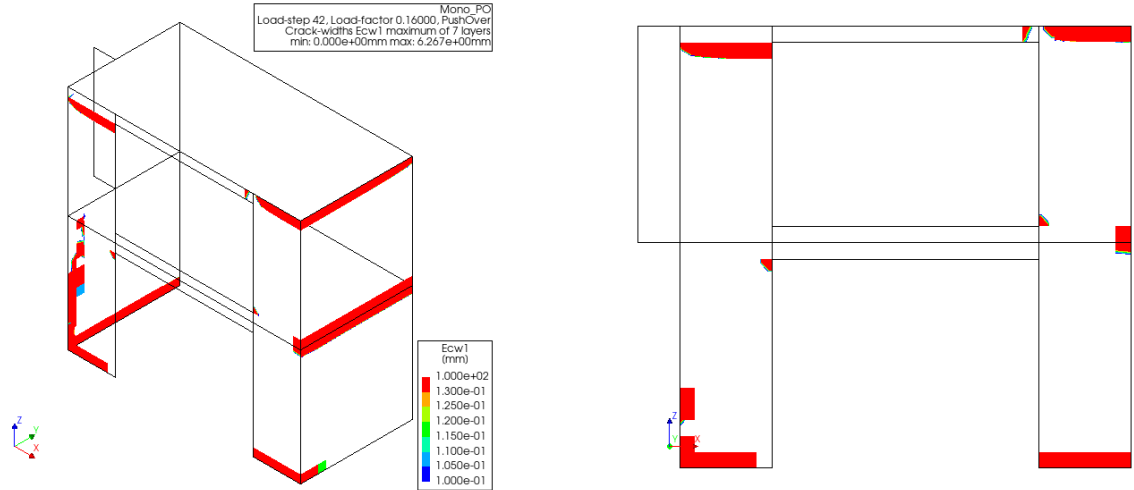 Mono_PO
Load-step 42, Load-factor 0.16000, PushOver
Crack-widths Ecw1 maximum of 7 layers
min: 0.000e+00mm max: 6.267e+00mm
Ecw1
(mm)
1.000e+02
1.300e-01
1.250e-01
1.200e-01
1.150e-01
1.100e-01
1.050e-01
1.000e-01
Z
Y
X
Z
Y
X